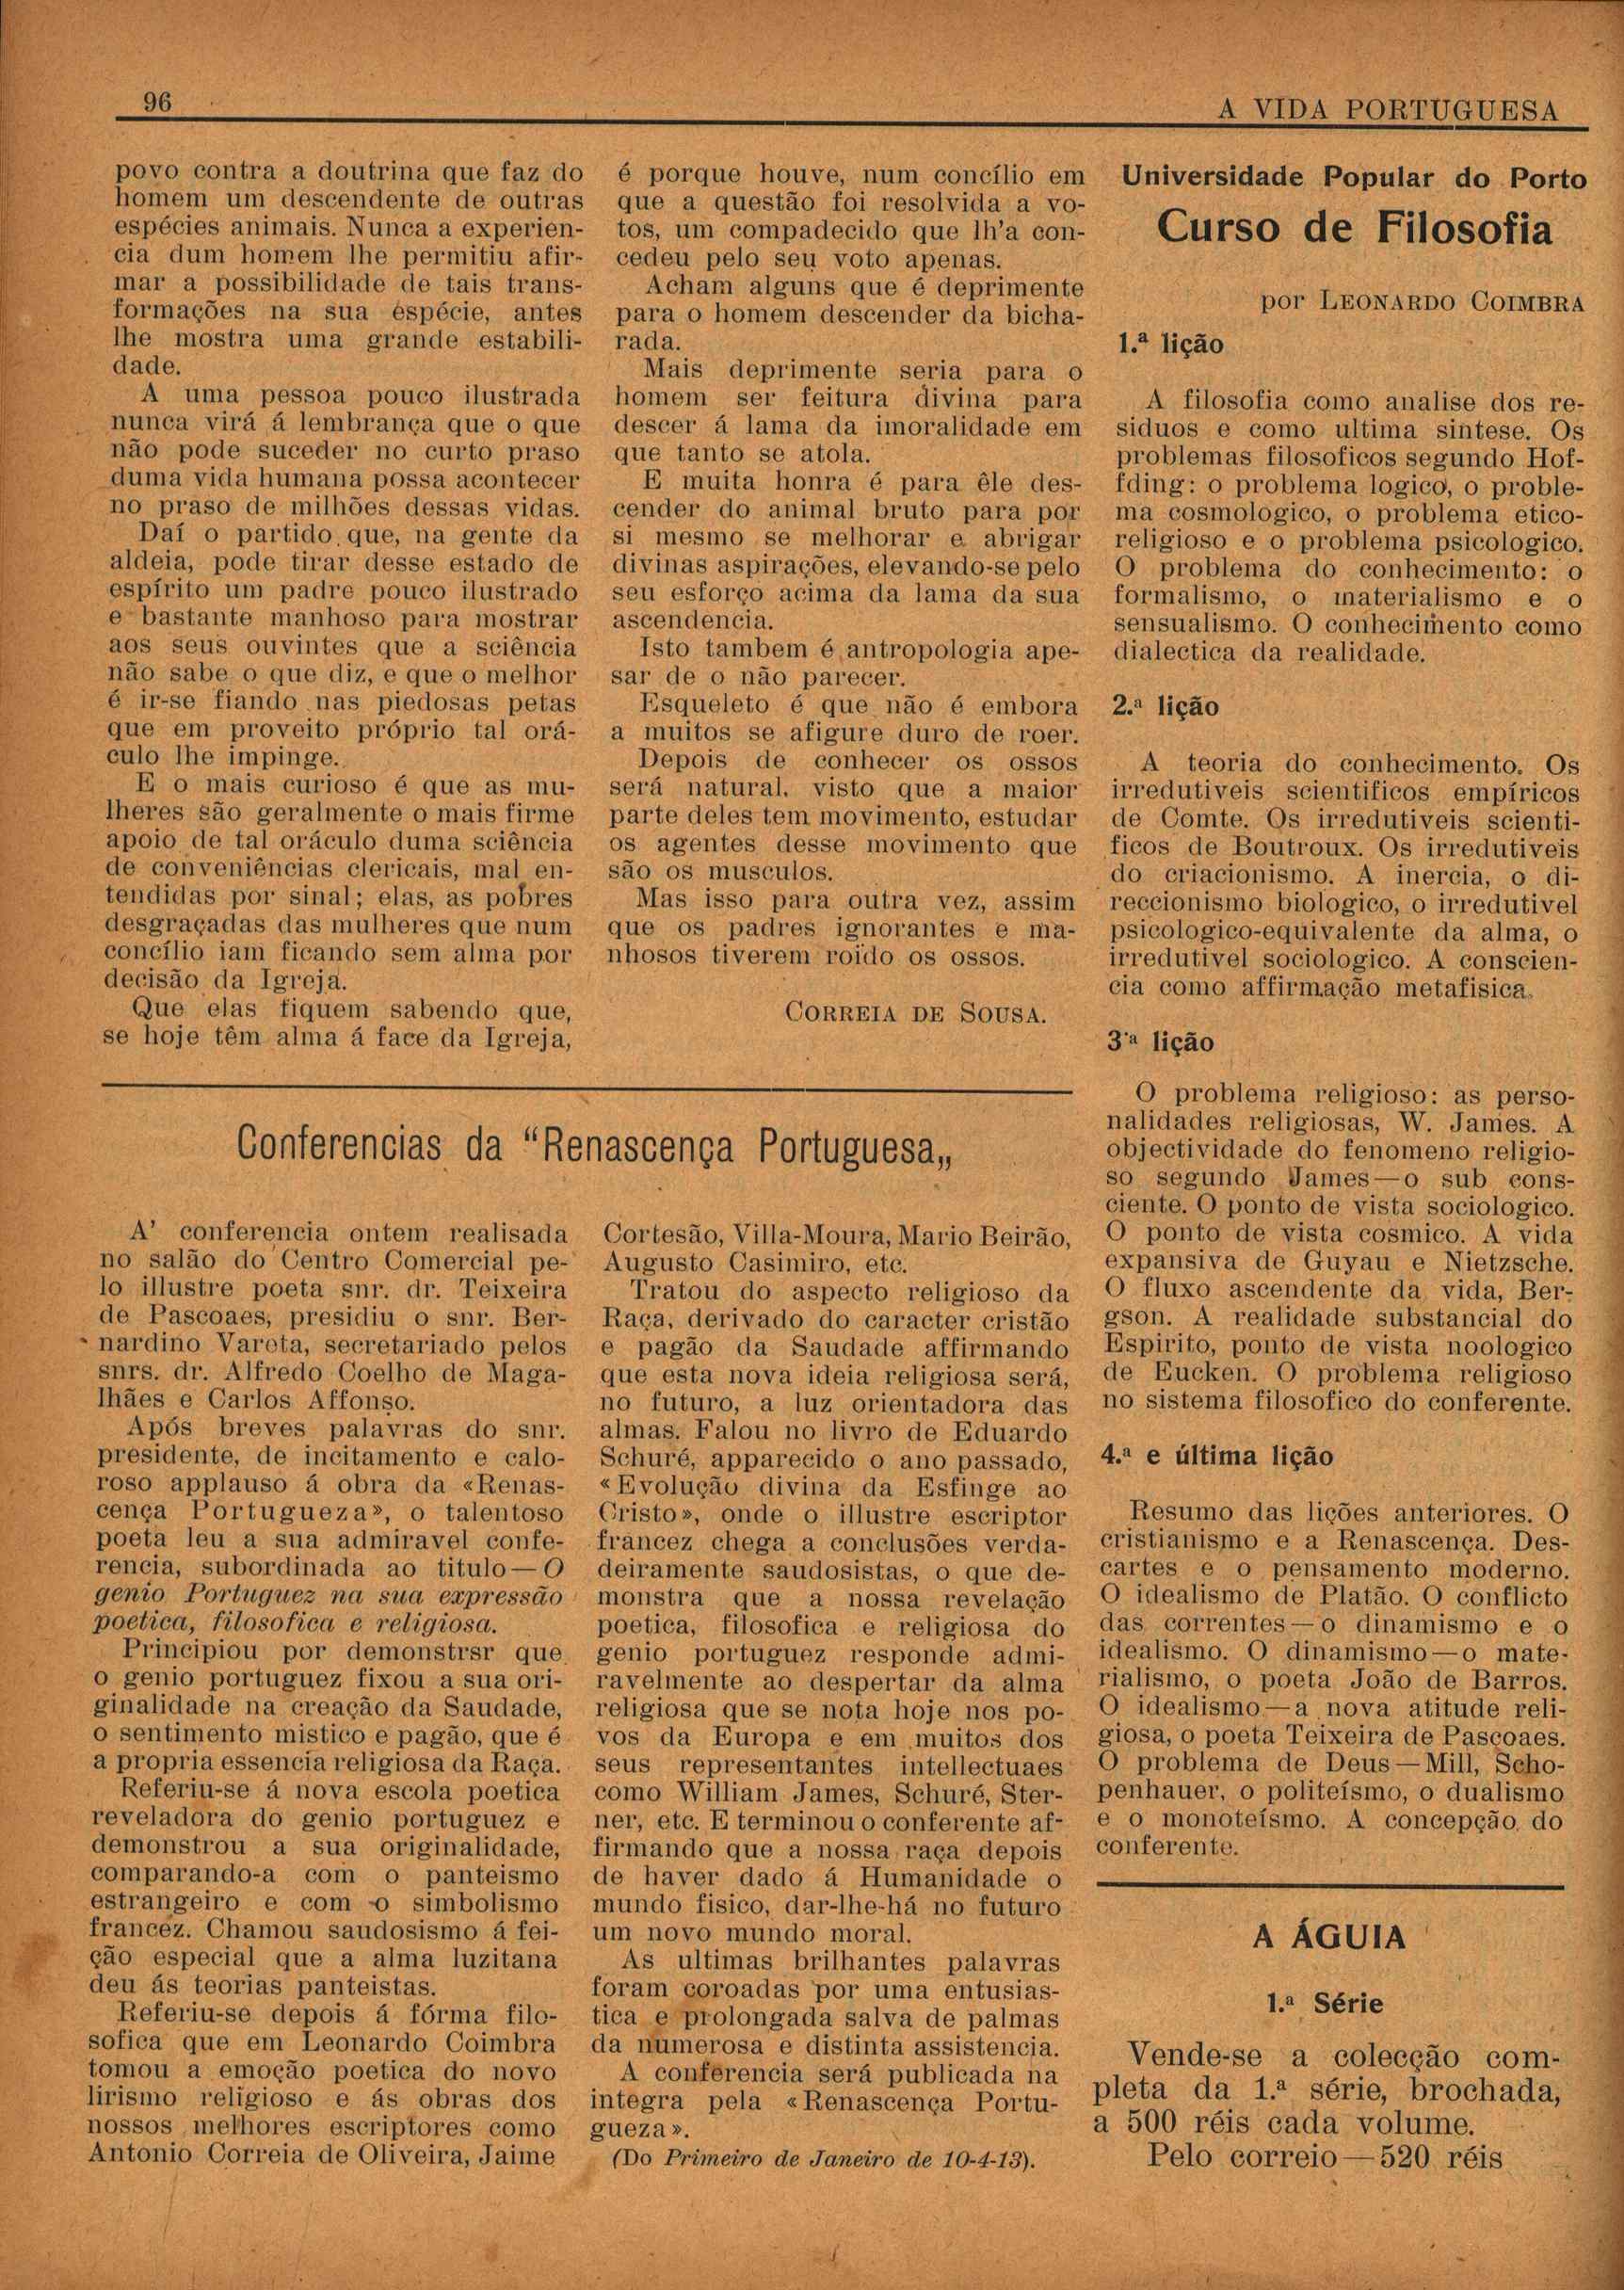 96
A VIDA PORTUGUESA
povo contra a doutrina que faz do
homem um descendente de outras
espécies animais. Nunca a experien-
cia dum homem lhe permitiu afir-
mar a possibilidade de tais trans-
formações na sua espécie, antes
lhe mostra uma grande estabili-
dade.
A uma pessoa pouco ilustrada
nunca virá á lembrança que o que
não pode suceder no curto praso
duma vida humana possa acontecer
no praso de milhões dessas vidas.
Daí o partido que, na gente da
aldeia, pode tirar desse estado de
espírito um padre pouco ilustrado
e bastante manhoso para mostrar
aos seus ouvintes que a sciência
não sabe o que diz, e que o melhor
é ir-se fiando nas piedosas petas
que em proveito próprio tal orá-
culo lhe impinge.
E o mais curioso é que as mu-
lheres são geralmente o mais firme
apoio de tal oráculo duma sciência
de conveniências clericais, mal en-
tendidas por sinal; elas, as pobres
desgraçadas das mulheres que num
concílio iam ficando sem alma por
decisão da Igreja.
Que elas fiquem sabendo que,
se hoje têm alma á face da Igreja,
é porque houve, num concílio em
que a questão foi resolvida a vo-
tos, um compadecido que lh'a con-
cedeu pelo seu voto apenas.
Acham alguns que é deprimente
para o homem descender da bicha-
rada.
Mais deprimente seria para o
homem ser feitura divina para
descer á lama da imoralidade em
que tanto se atola.
E muita honra é para êle des-
cender do animal bruto para por
si mesmo se melhorar e abrigar
divinas aspirações, elevando-se pelo
seu esforço acima da lama da sua
ascendencia.
Isto tambem é antropologia ape-
sar de o não parecer.
Esqueleto é que não é embora
a muitos se afigure duro de roer.
Depois de conhecer os ossos
será natural, visto que a maior
parte deles tem movimento, estudar
os agentes desse movimento que
são os musculos.
Mas isso para outra vez, assim
que os padres ignorantes e ma-
nhosos tiverem roído os ossos.
CORREIA DE SOUSA.
Conferencias da "Renascença Portuguesa„
A' conferencia ontem realisada
no salão do Centro Comercial pe-
lo illustre poeta snr. dr. Teixeira
de Pascoaes, presidiu o snr. Ber-
nardino Vareta, secretariado pelos
snrs. dr. Alfredo Coelho de Maga-
lhães e Carlos Affonso.
Após breves palavras do snr.
presidente, de incitamento e calo-
roso applauso á obra da «Renas-
cença Portugueza», o talentoso
poeta leu a sua admiravel confe-
rencia, subordinada ao titulo—O
genio Portuguez na sua expressão
poetica, filosofica e religiosa.
Principiou por demonstrsr que
o genio portuguez fixou a sua ori-
ginalidade na creação da Saudade,
o sentimento mistico e pagão, que é
a propria essencia religiosa da Raça.
Referiu-se á nova escola poetica
reveladora do genio portuguez e
demonstrou a sua originalidade,
comparando-a com o panteismo
estrangeiro e com o simbolismo
francez. Chamou saudosismo á fei-
ção especial que a alma luzitana
deu ás teorias panteistas.
Referiu-se depois á fórma filo-
sofica que em Leonardo Coimbra
tomou a emoção poetica do novo
lirismo religioso e ás obras dos
nossos melhores escriptores como
Antonio Correia de Oliveira, Jaime
Cortesão, Villa-Moura, Mario Beirão,
Augusto Casimiro, etc.
Tratou do aspecto religioso da
Raça, derivado do caracter cristão
e pagão da Saudade affirmando
que esta nova ideia religiosa será,
no futuro, a luz orientadora das
almas. Falou no livro de Eduardo
Schuré, apparecido o ano passado,
«Evolução divina da Esfinge ao
Cristo», onde o illustre escriptor
francez chega a conclusões verda-
deiramente saudosistas, o que de-
monstra que a nossa revelação
poetica, filosofica e religiosa do
genio portuguez responde admi-
ravelmente ao despertar da alma
religiosa que se nota hoje nos po-
vos da Europa e em muitos dos
seus representantes intellectuaes
como William James, Schuré, Ster-
ner, etc. E terminou o conferente af-
firmando que a nossa raça depois
de haver dado á Humanidade o
mundo fisico, dar-lhe-há no futuro
um novo mundo moral.
As ultimas brilhantes palavras
foram coroadas por uma entusias-
tica e prolongada salva de palmas
da numerosa e distinta assistencia.
A conferencia será publicada na
integra pela «Renascença Portu-
gueza».
(Do Primeiro de Janeiro de 10-4-13).
Universidade Popular do Porto
Curso de Filosofia
por LEONARDO COIMBRA
1.ª lição
A filosofia como analise dos re-
siduos e como ultima sintese. Os
problemas filosoficos segundo Hof-
fding: o problema logico, o proble-
ma cosmologico, o problema etico-
religioso e o problema psicologico.
O problema do conhecimento: o
formalismo, o materialismo e o
sensualismo. O conhecimento como
dialectica da realidade.
2.ª lição
A teoria do conhecimento. Os
irredutiveis scientificos empíricos
de Comte. Os irredutiveis scienti-
ficos de Boutroux. Os irredutiveis
do criacionismo. A inercia, o di-
reccionismo biologico, o irredutivel
psicologico-equivalente da alma, o
irredutivel sociologico. A conscien-
cia como affirmação metafisica.
3.ª lição
O problema religioso: as perso-
nalidades religiosas, W. James. A
objectividade do fenomeno religio-
so segundo James—o sub cons-
ciente. O ponto de vista sociologico.
O ponto de vista cosmico. A vida
expansiva de Guyau e Nietzsche.
O fluxo ascendente da vida, Ber-
gson. A realidade substancial do
Espirito, ponto de vista noologico
de Eucken. O problema religioso
no sistema filosofico do conferente.
4.ª e última lição
Resumo das lições anteriores. O
cristianismo e a Renascença. Des-
cartes e o pensamento moderno.
O idealismo de Platão. O conflicto
das correntes—o dinamismo e o
idealismo. O dinamismo—o mate-
rialismo, o poeta João de Barros.
O idealismo—a nova atitude reli-
giosa, o poeta Teixeira de Pascoaes.
O problema de Deus—Mill, Scho-
penhauer, o politeísmo, o dualismo
e o monoteísmo. A concepção do
conferente.
A ÁGUIA
1.ª Série
Vende-se a colecção com-
pleta da 1.ª série, brochada,
a 500 réis cada volume.
Pelo correio—520 réis